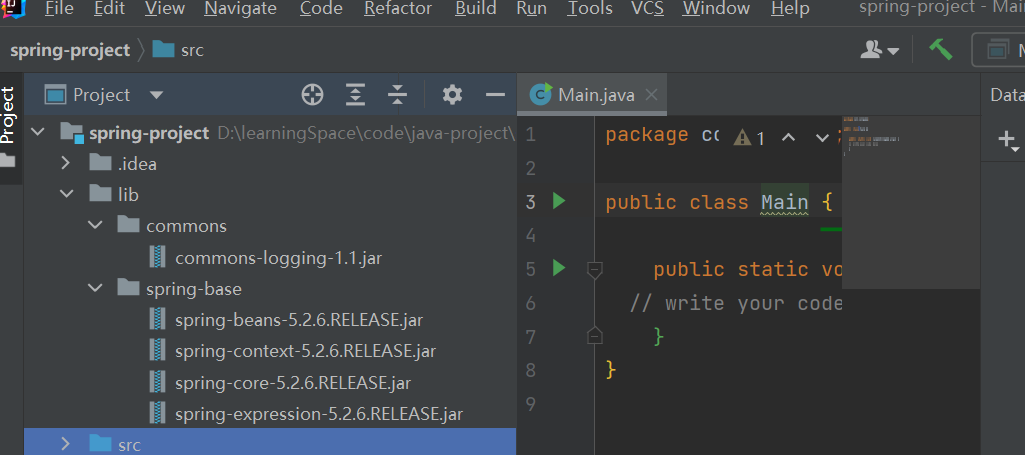 File Edit View Navigate Code Refactor Build Run Tools VCS Window Help spring-project - Mai
spring-project src
Project
Project
Main.java
Data
spring-project D:\learningSpace\code\java-project\
.idea
lib
commons
commons-logging-1.1.jar
spring-base
spring-beans-5.2.6.RELEASE.jar
spring-context-5.2.6.RELEASE.jar
spring-core-5.2.6.RELEASE.jar
spring-expression-5.2.6.RELEASE.jar
src
1 package cc 1
2
3 public class Main {
4
5 public static vo
6 // write your code
7 }
8 }
9